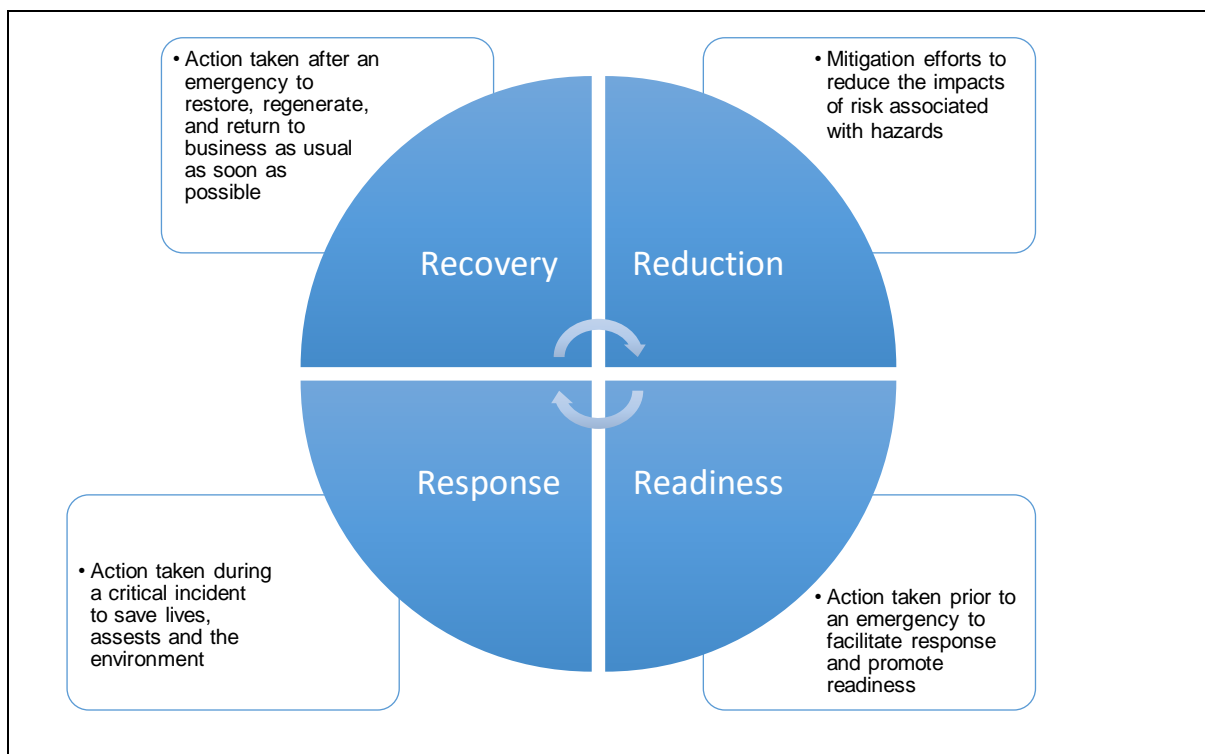 • Action taken after an
emergency to
restore, regenerate,
and return to
business as usual
as soon as
possible
• Mitigation efforts to
reduce the impacts
of risk associated
with hazards
Recovery
Reduction
Response
Readiness
• Action taken during
a critical incident
to save lives,
assests and the
environment
• Action taken prior to
an emergency to
facilitate response
and promote
readiness